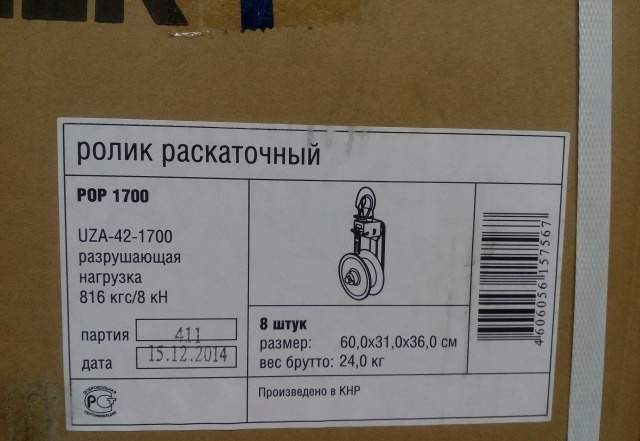 ролик раскаточный
РОР 1700
UZA-42-1700
разрушающая
нагрузка
816 кгс/8 кН
партия 411
дата 15.12.2014
8 штук
размер: 60,0х31,0х36,0 см
вес брутто: 24,0 кг
Произведено в КНР
4606056157567